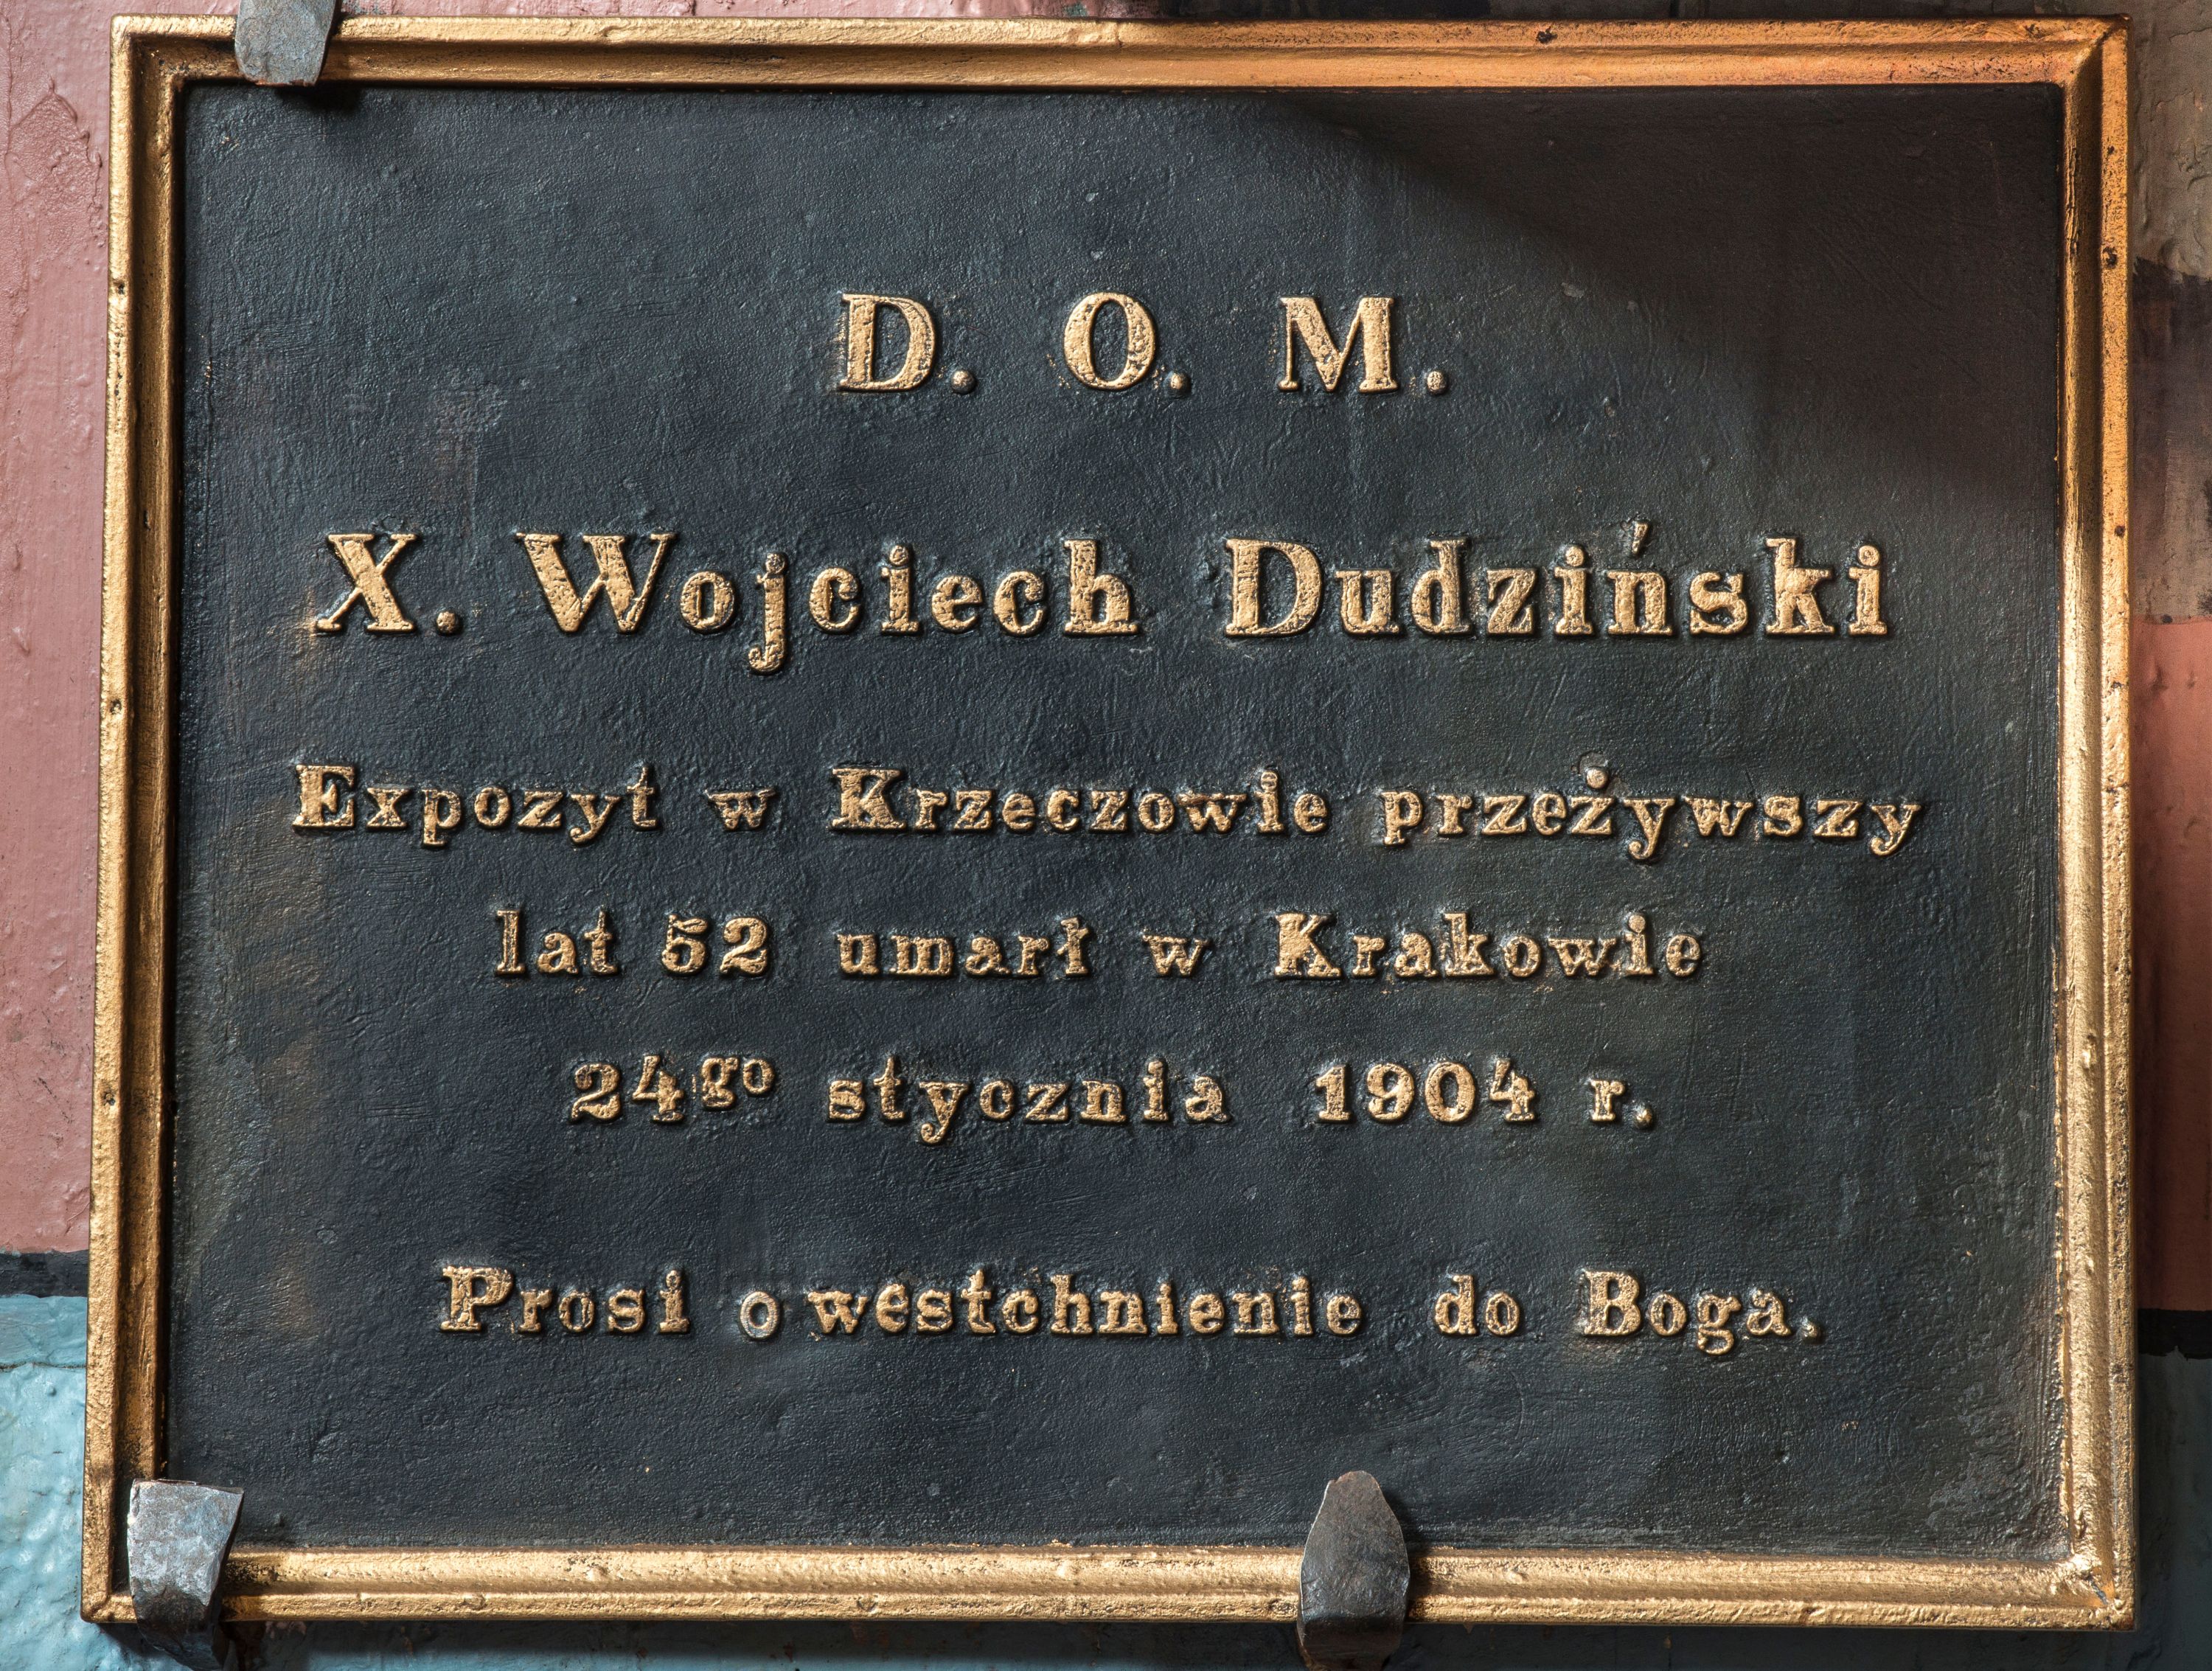 D. O. M.
X. Wojciech Dudziński
Expozyt w Krzeczowie przeżywszy
lat 52 umarł w Krakowie
24go stycznia 1904 r.
Prosi o westchnienie do Boga.